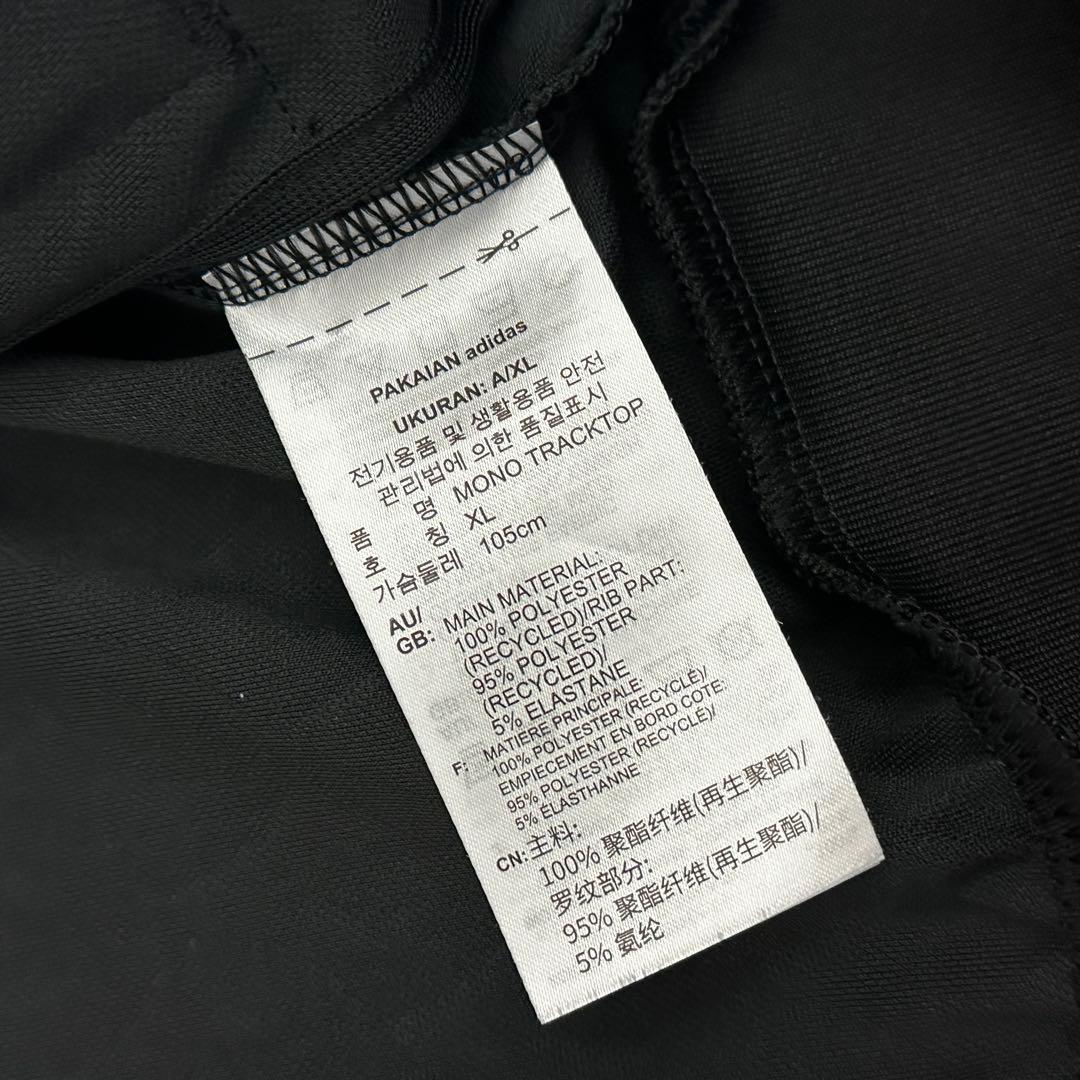 PAKAIAN adidas
UKURAN: A/XL
전기용품 및 생활용품 안전
관리법에 의한 품질표시
품 명 MONO TRACKTOP
호 칭 XL
가슴둘레 105cm
AU/
GB: MAIN MATERIAL:
100% POLYESTER
(RECYCLED)/RIB PART:
95% POLYESTER
(RECYCLED)/
5% ELASTANE
F: MATIERE PRINCIPALE:
100% POLYESTER (RECYCLÉ)/
EMPIECEMENT EN BORD COTE:
95% POLYESTER (RECYCLÉ)/
5% ÉLASTHANNE
CN: 主料:
100% 聚酯纤维(再生聚酯)/
罗纹部分:
95% 聚酯纤维(再生聚酯)/
5% 氨纶